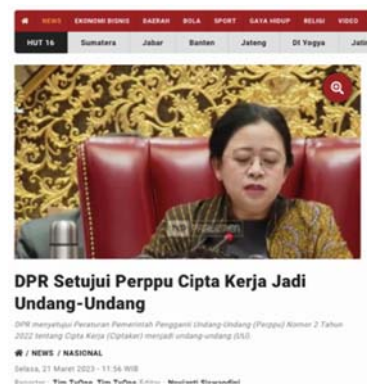 NEWS EKONOMI BISNIS DAERAH BOLA SPORT GAYA HIDUP RELIGI VIDEO
HUT 16 Sumatera Jabar Banten Jateng DI Yogya
DPR Setujui Perppu Cipta Kerja Jadi
Undang-Undang
DPR menyetujui Peraturan Pemerintah Pengganti Undang-Undang (Perppu) Nomor 2 Tahun
2022 tentang Cipta Kerja (Ciptaker) menjadi undang-undang (UU).
/ NEWS / NASIONAL
Selasa, 21 Maret 2023 - 11:56 WIB